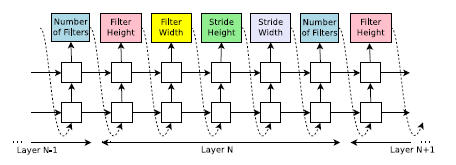 Number
of Filters
Filter
Height
Filter
Width
Stride
Height
Stride
Width
Number
of Filters
Filter
Height
Layer N-1
Layer N
Layer N+1